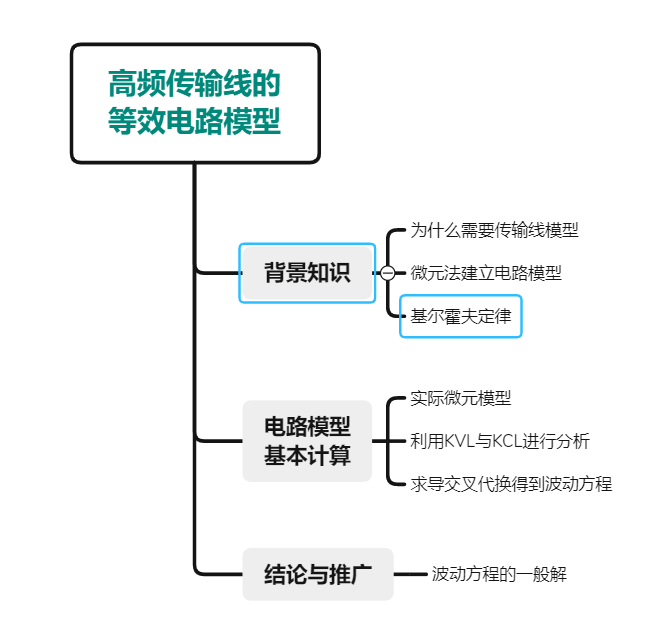 高频传输线的
等效电路模型
背景知识
为什么需要传输线模型
微元法建立电路模型
基尔霍夫定律
电路模型
基本计算
实际微元模型
利用KVL与KCL进行分析
求导交叉代换得到波动方程
结论与推广
波动方程的一般解